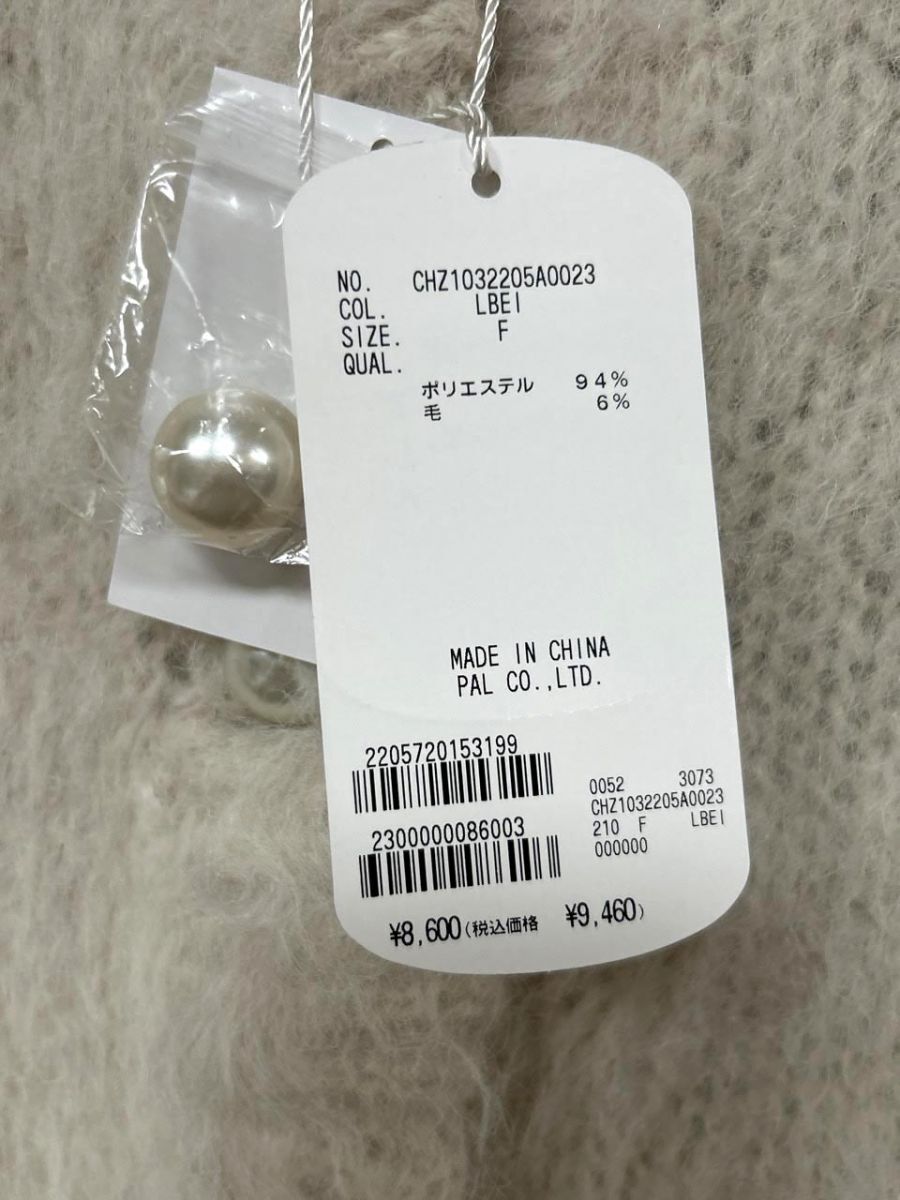 NO. CHZ1032205A0023
COL. LBEI
SIZE. F
QUAL.
ポリエステル 94%
毛 6%
MADE IN CHINA
PAL CO.,LTD.
2205720153199
2300000086003
0052 3073
CHZ1032205A0023
210 F LBEI
000000
¥8,600(税込価格 ¥9,460)